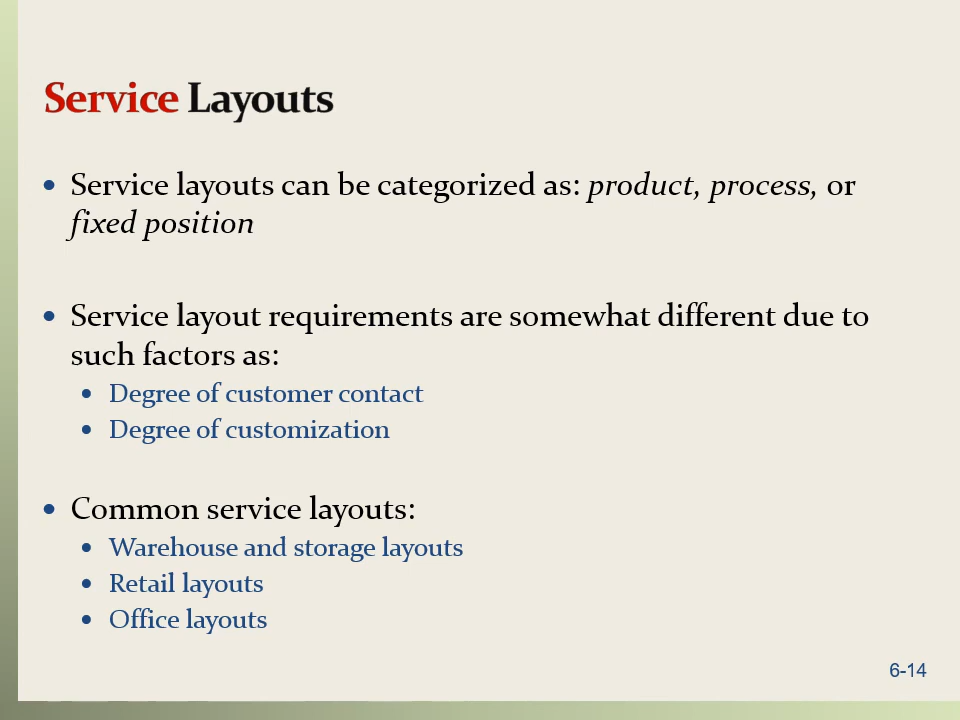 Service Layouts
• Service layouts can be categorized as: product, process, or
fixed position
• Service layout requirements are somewhat different due to
such factors as:
• Degree of customer contact
• Degree of customization
• Common service layouts:
• Warehouse and storage layouts
• Retail layouts
• Office layouts
6-14